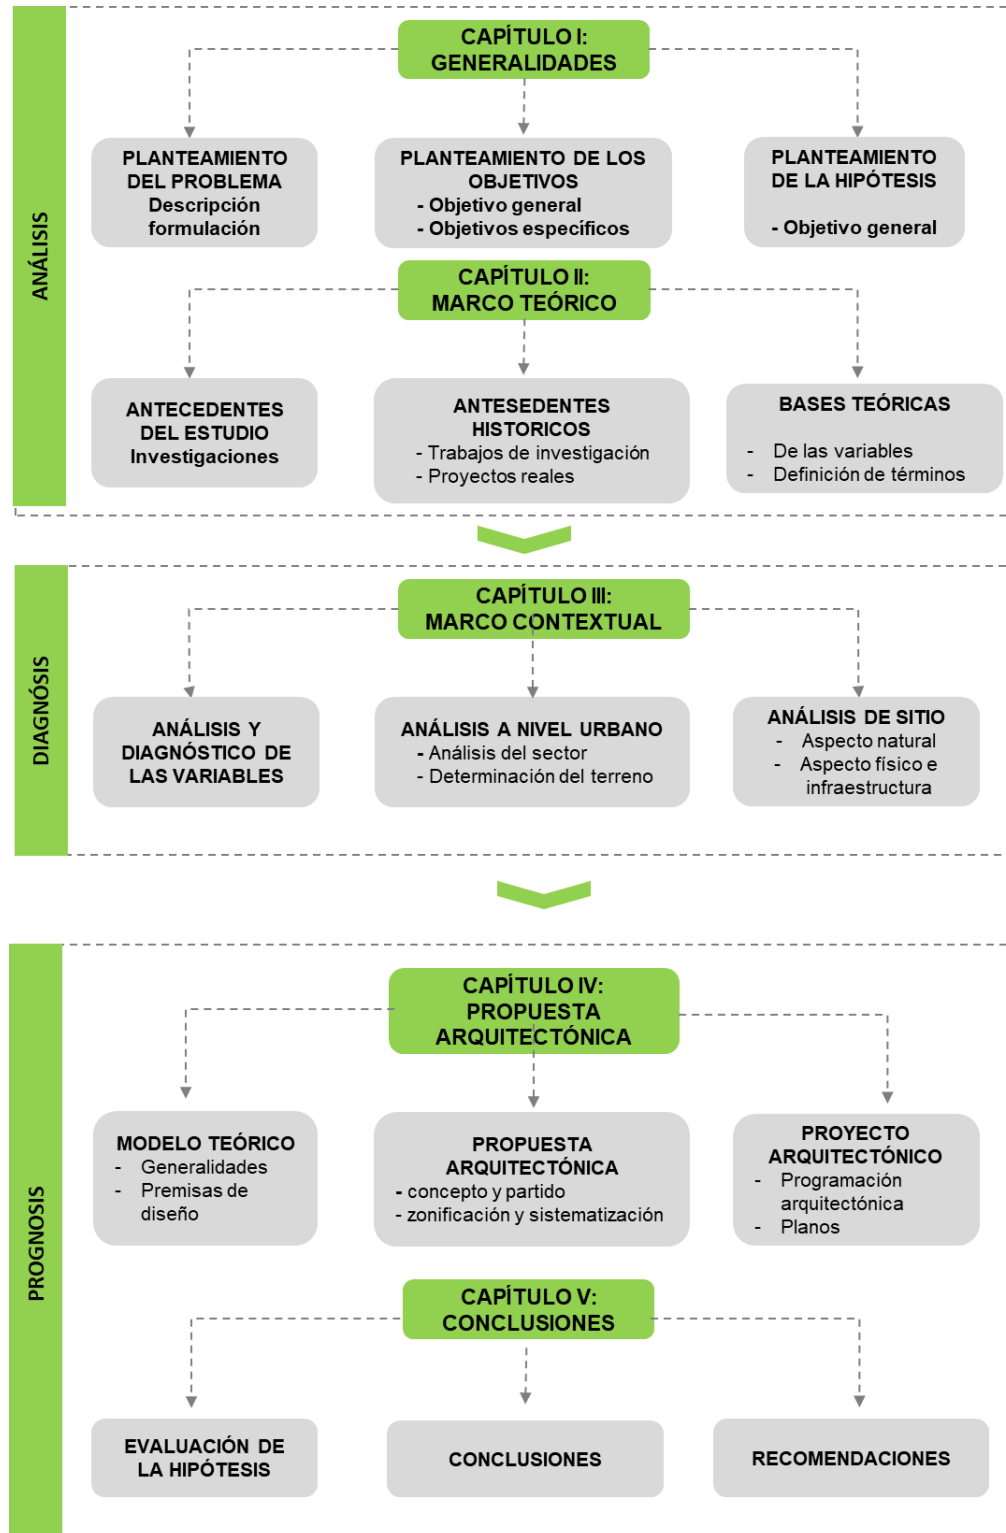 ANÁLISIS
CAPÍTULO I:
GENERALIDADES
PLANTEAMIENTO
DEL PROBLEMA
Descripción
formulación
PLANTEAMIENTO DE LOS
OBJETIVOS
- Objetivo general
- Objetivos específicos
PLANTEAMIENTO
DE LA HIPÓTESIS
- Objetivo general
CAPÍTULO II:
MARCO TEÓRICO
ANTECEDENTES
DEL ESTUDIO
Investigaciones
ANTESEDENTES
HISTORICOS
- Trabajos de investigación
- Proyectos reales
BASES TEÓRICAS
- De las variables
- Definición de términos
DIAGNÓSIS
CAPÍTULO III:
MARCO CONTEXTUAL
ANÁLISIS Y
DIAGNÓSTICO DE
LAS VARIABLES
ANÁLISIS A NIVEL URBANO
- Análisis del sector
- Determinación del terreno
ANÁLISIS DE SITIO
- Aspecto natural
- Aspecto físico e
infraestructura
PROGNOSIS
CAPÍTULO IV:
PROPUESTA
ARQUITECTÓNICA
MODELO TEÓRICO
- Generalidades
- Premisas de
diseño
PROPUESTA
ARQUITECTÓNICA
- concepto y partido
- zonificación y sistematización
PROYECTO
ARQUITECTÓNICO
- Programación
arquitectónica
- Planos
CAPÍTULO V:
CONCLUSIONES
EVALUACIÓN DE
LA HIPÓTESIS
CONCLUSIONES
RECOMENDACIONES